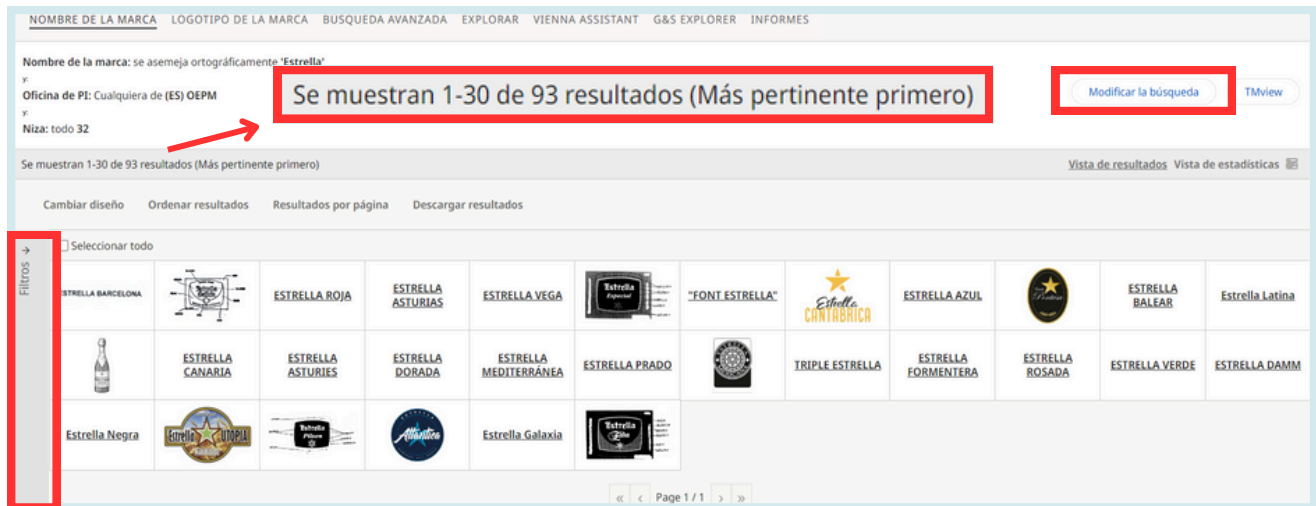 NOMBRE DE LA MARCA LOGOTIPO DE LA MARCA BUSQUEDA AVANZADA EXPLORAR VIENNA ASSISTANT G&S EXPLORER INFORMES
Nombre de la marca: se asemeja ortográficamente 'Estrella'
y:
Oficina de PI: Cualquiera de (ES) OEPM
y:
Niza: todo 32
Se muestran 1-30 de 93 resultados (Más pertinente primero)
Modificar la búsqueda TMview
Se muestran 1-30 de 93 resultados (Más pertinente primero) Vista de resultados Vista de estadísticas
Cambiar diseño Ordenar resultados Resultados por página Descargar resultados
Filtros
Seleccionar todo
ESTRELLA BARCELONA
ESTRELLA ROJA
ESTRELLA
ASTURIAS
ESTRELLA VEGA
Estrella
Especial
"FONT ESTRELLA"
Estrella
CANTABRICA
ESTRELLA AZUL
ESTRELLA
BALEAR
Estrella Latina
ESTRELLA
CANARIA
ESTRELLA
ASTURIES
ESTRELLA
DORADA
ESTRELLA
MEDITERRÁNEA
ESTRELLA PRADO
TRIPLE ESTRELLA
ESTRELLA
FORMENTERA
ESTRELLA
ROSADA
ESTRELLA VERDE
ESTRELLA DAMM
Estrella Negra
Estrella UTOPIA
Estrella
Pilsen
Atlántica
Estrella Galaxia
Estrella
Page 1 / 1